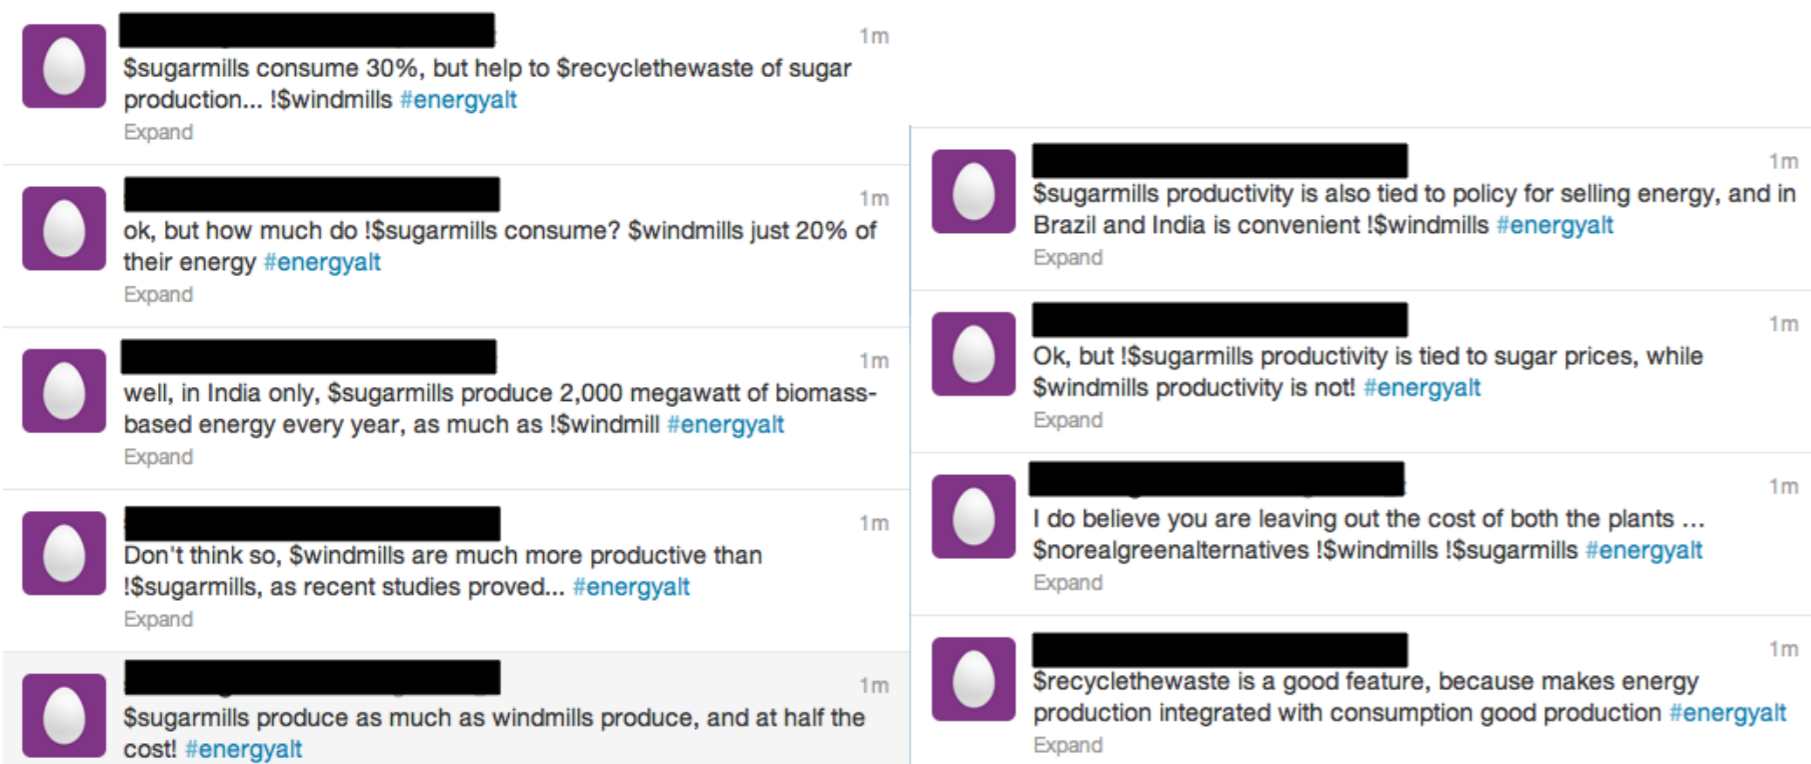 1m
$sugarmills consume 30%, but help to $recyclethewaste of sugar
production... !$windmills #energyalt
Expand
1m
ok, but how much do !$sugarmills consume? $windmills just 20% of
their energy #energyalt
Expand
1m
well, in India only, $sugarmills produce 2,000 megawatt of biomass-
based energy every year, as much as !$windmill #energyalt
Expand
1m
Don't think so, $windmills are much more productive than
!$sugarmills, as recent studies proved... #energyalt
Expand
1m
$sugarmills produce as much as windmills produce, and at half the
cost! #energyalt
1m
$sugarmills productivity is also tied to policy for selling energy, and in
Brazil and India is convenient !$windmills #energyalt
Expand
1m
Ok, but !$sugarmills productivity is tied to sugar prices, while
$windmills productivity is not! #energyalt
Expand
1m
I do believe you are leaving out the cost of both the plants ...
$norealgreenalternatives !$windmills !$sugarmills #energyalt
Expand
1m
$recyclethewaste is a good feature, because makes energy
production integrated with consumption good production #energyalt
Expand